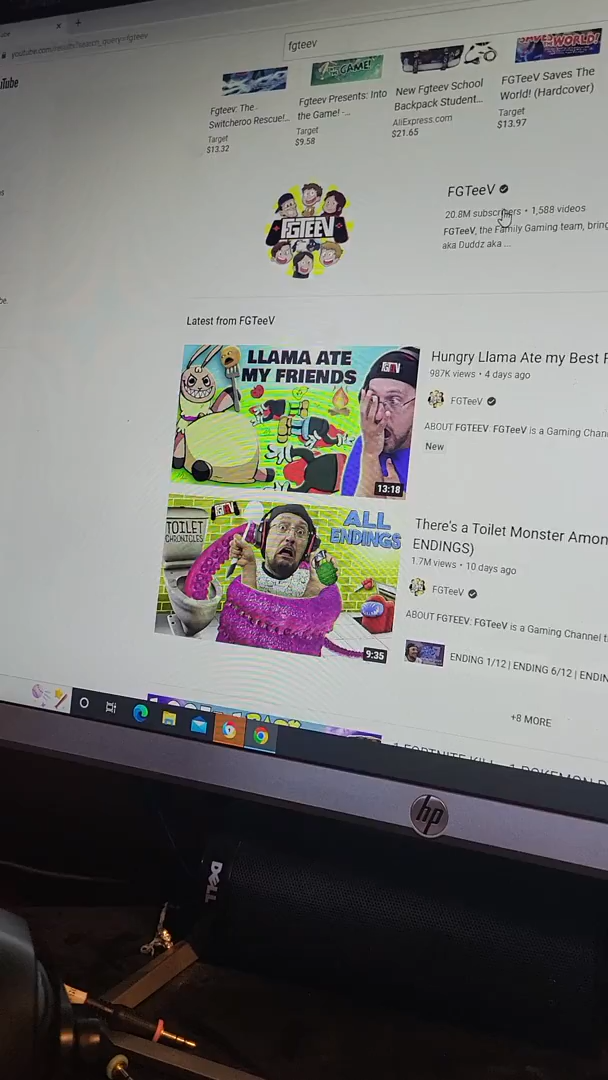 youtube.com/results?search_query=fgteev
fgteev
Fgteev: The
Switcheroo Rescue!...
Target
$13.32
GAME!
Fgteev Presents: Into
the Game! -...
Target
$9.58
New Fgteev School
Backpack Student...
AliExpress.com
$21.65
SAVES THE WORLD!
FGTeeV Saves The
World! (Hardcover)
Target
$13.97
FGTEEV
FGTeeV
20.8M subscribers • 1,588 videos
FGTeeV, the Family Gaming team, bring
aka Duddz aka ...
Latest from FGTeeV
LLAMA ATE
MY FRIENDS
13:18
Hungry Llama Ate my Best F
987K views • 4 days ago
FGTeeV
ABOUT FGTEEV: FGTeeV is a Gaming Chann
New
TOILET
CHRONICLES
ALL
ENDINGS
9:35
There's a Toilet Monster Amon
ENDINGS)
1.7M views • 10 days ago
FGTeeV
ABOUT FGTEEV: FGTeeV is a Gaming Channel t
ENDING 1/12 | ENDING 6/12 | ENDIN
+8 MORE
1 FORTNITE KILL = 1 POKEMON
hp
DELL